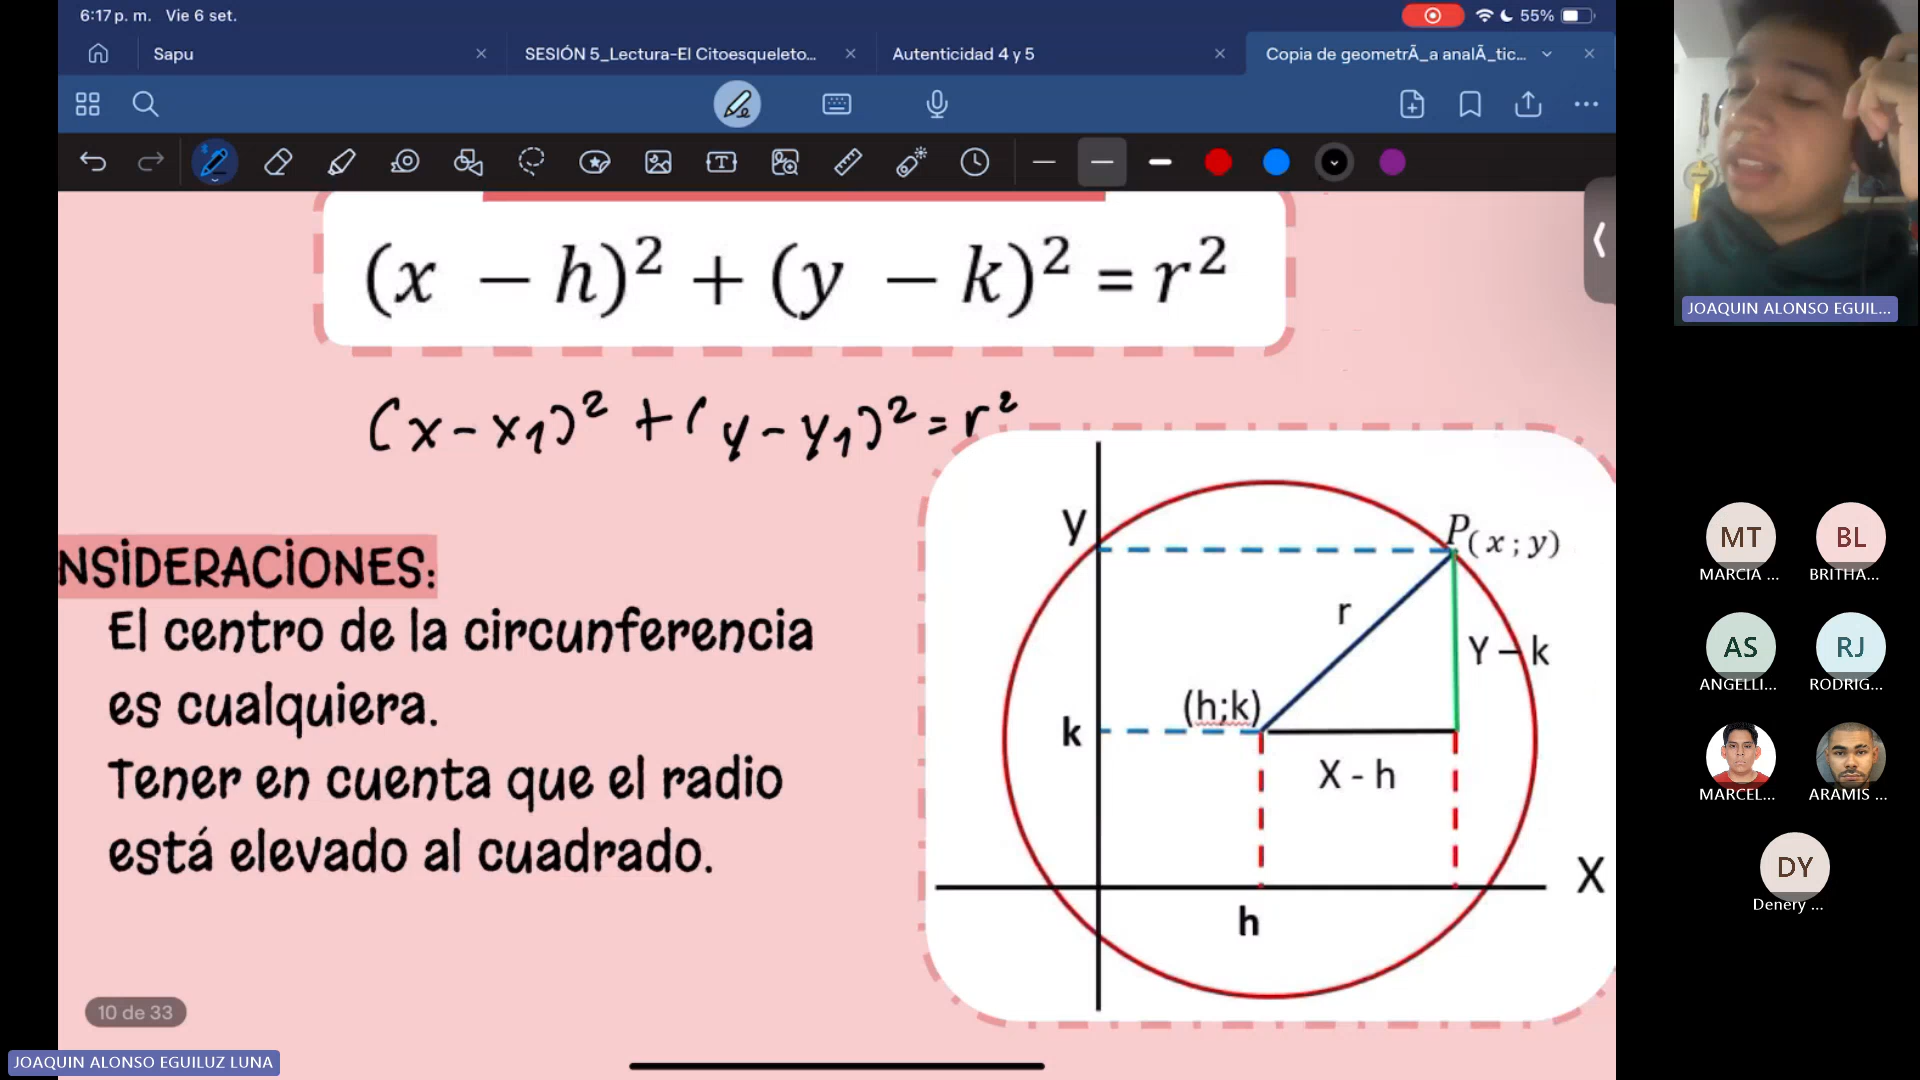 6:17 p. m. Vie 6 set.
55%
Sapu
SESIÓN 5_Lectura-El Citoesqueleto...
Autenticidad 4 y 5
Copia de geometrÃ_a analÃ_tic...
(x - h)² + (y - k)² = r²
(x - x₁)² + (y - y₁)² = r²
NSIDERACIONES:
El centro de la circunferencia
es cualquiera.
Tener en cuenta que el radio
está elevado al cuadrado.
y
P(x ; y)
r
Y – k
(h;k)
k
X - h
X
h
10 de 33
JOAQUIN ALONSO EGUILUZ LUNA
JOAQUIN ALONSO EGUIL...
MT
MARCIA ...
BL
BRITHA...
AS
ANGELLI...
RJ
RODRIG...
MARCEL...
ARAMIS ...
DY
Denery ...